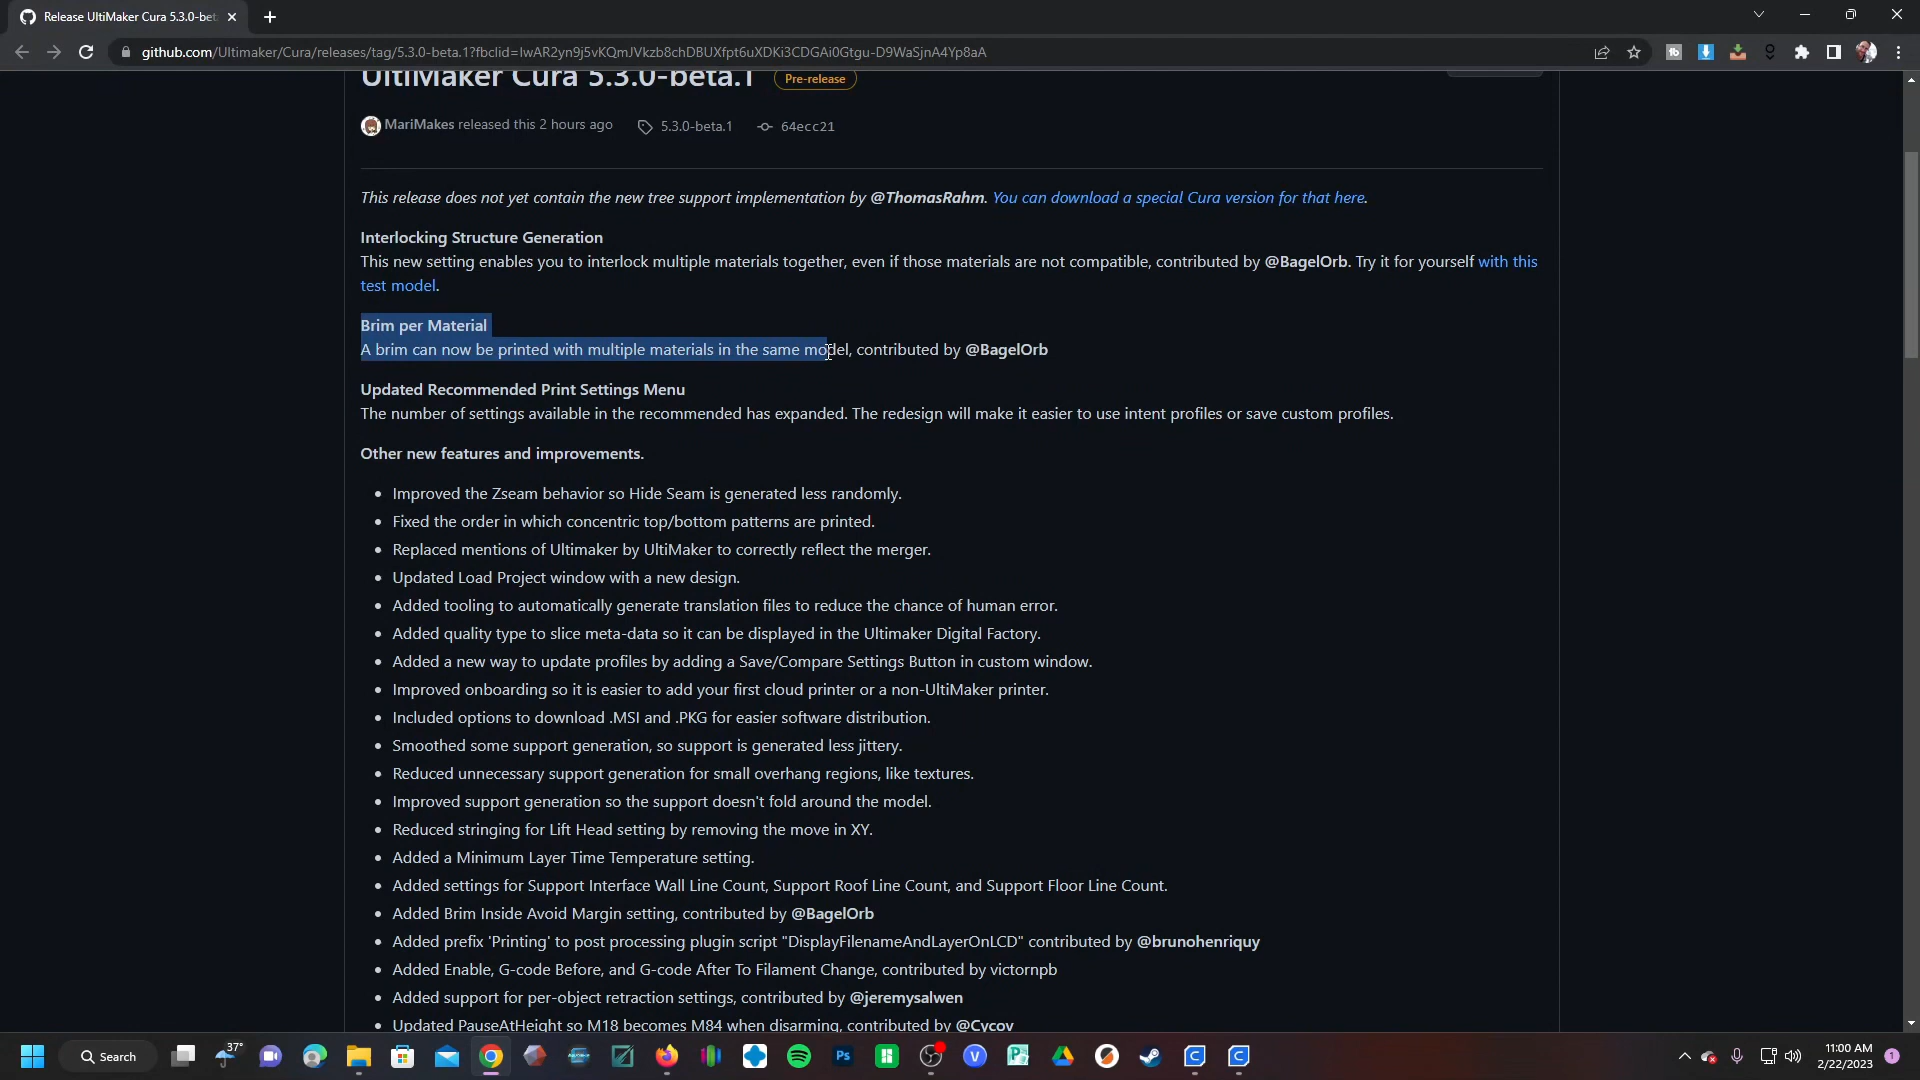 Release UltiMaker Cura 5.3.0-bet
github.com/Ultimaker/Cura/releases/tag/5.3.0-beta.1?fbclid=IwAR2yn9j5vKQmJVkzb8chDBUXfpt6uXDKi3CDGAi0Gtgu-D9WaSjnA4Yp8aA
UltiMaker Cura 5.3.0-beta.1 Pre-release
MariMakes released this 2 hours ago 5.3.0-beta.1 64ecc21
This release does not yet contain the new tree support implementation by @ThomasRahm. You can download a special Cura version for that here.
Interlocking Structure Generation
This new setting enables you to interlock multiple materials together, even if those materials are not compatible, contributed by @BagelOrb. Try it for yourself with this
test model.
Brim per Material
A brim can now be printed with multiple materials in the same model, contributed by @BagelOrb
Updated Recommended Print Settings Menu
The number of settings available in the recommended has expanded. The redesign will make it easier to use intent profiles or save custom profiles.
Other new features and improvements.
• Improved the Zseam behavior so Hide Seam is generated less randomly.
• Fixed the order in which concentric top/bottom patterns are printed.
• Replaced mentions of Ultimaker by UltiMaker to correctly reflect the merger.
• Updated Load Project window with a new design.
• Added tooling to automatically generate translation files to reduce the chance of human error.
• Added quality type to slice meta-data so it can be displayed in the Ultimaker Digital Factory.
• Added a new way to update profiles by adding a Save/Compare Settings Button in custom window.
• Improved onboarding so it is easier to add your first cloud printer or a non-UltiMaker printer.
• Included options to download .MSI and .PKG for easier software distribution.
• Smoothed some support generation, so support is generated less jittery.
• Reduced unnecessary support generation for small overhang regions, like textures.
• Improved support generation so the support doesn't fold around the model.
• Reduced stringing for Lift Head setting by removing the move in XY.
• Added a Minimum Layer Time Temperature setting.
• Added settings for Support Interface Wall Line Count, Support Roof Line Count, and Support Floor Line Count.
• Added Brim Inside Avoid Margin setting, contributed by @BagelOrb
• Added prefix 'Printing' to post processing plugin script "DisplayFilenameAndLayerOnLCD" contributed by @brunohenriquy
• Added Enable, G-code Before, and G-code After To Filament Change, contributed by victornpb
• Added support for per-object retraction settings, contributed by @jeremysalwen
• Updated PauseAtHeight so M18 becomes M84 when disarming, contributed by @Cycov
Search 37° Ps V 11:00 AM
2/22/2023 1